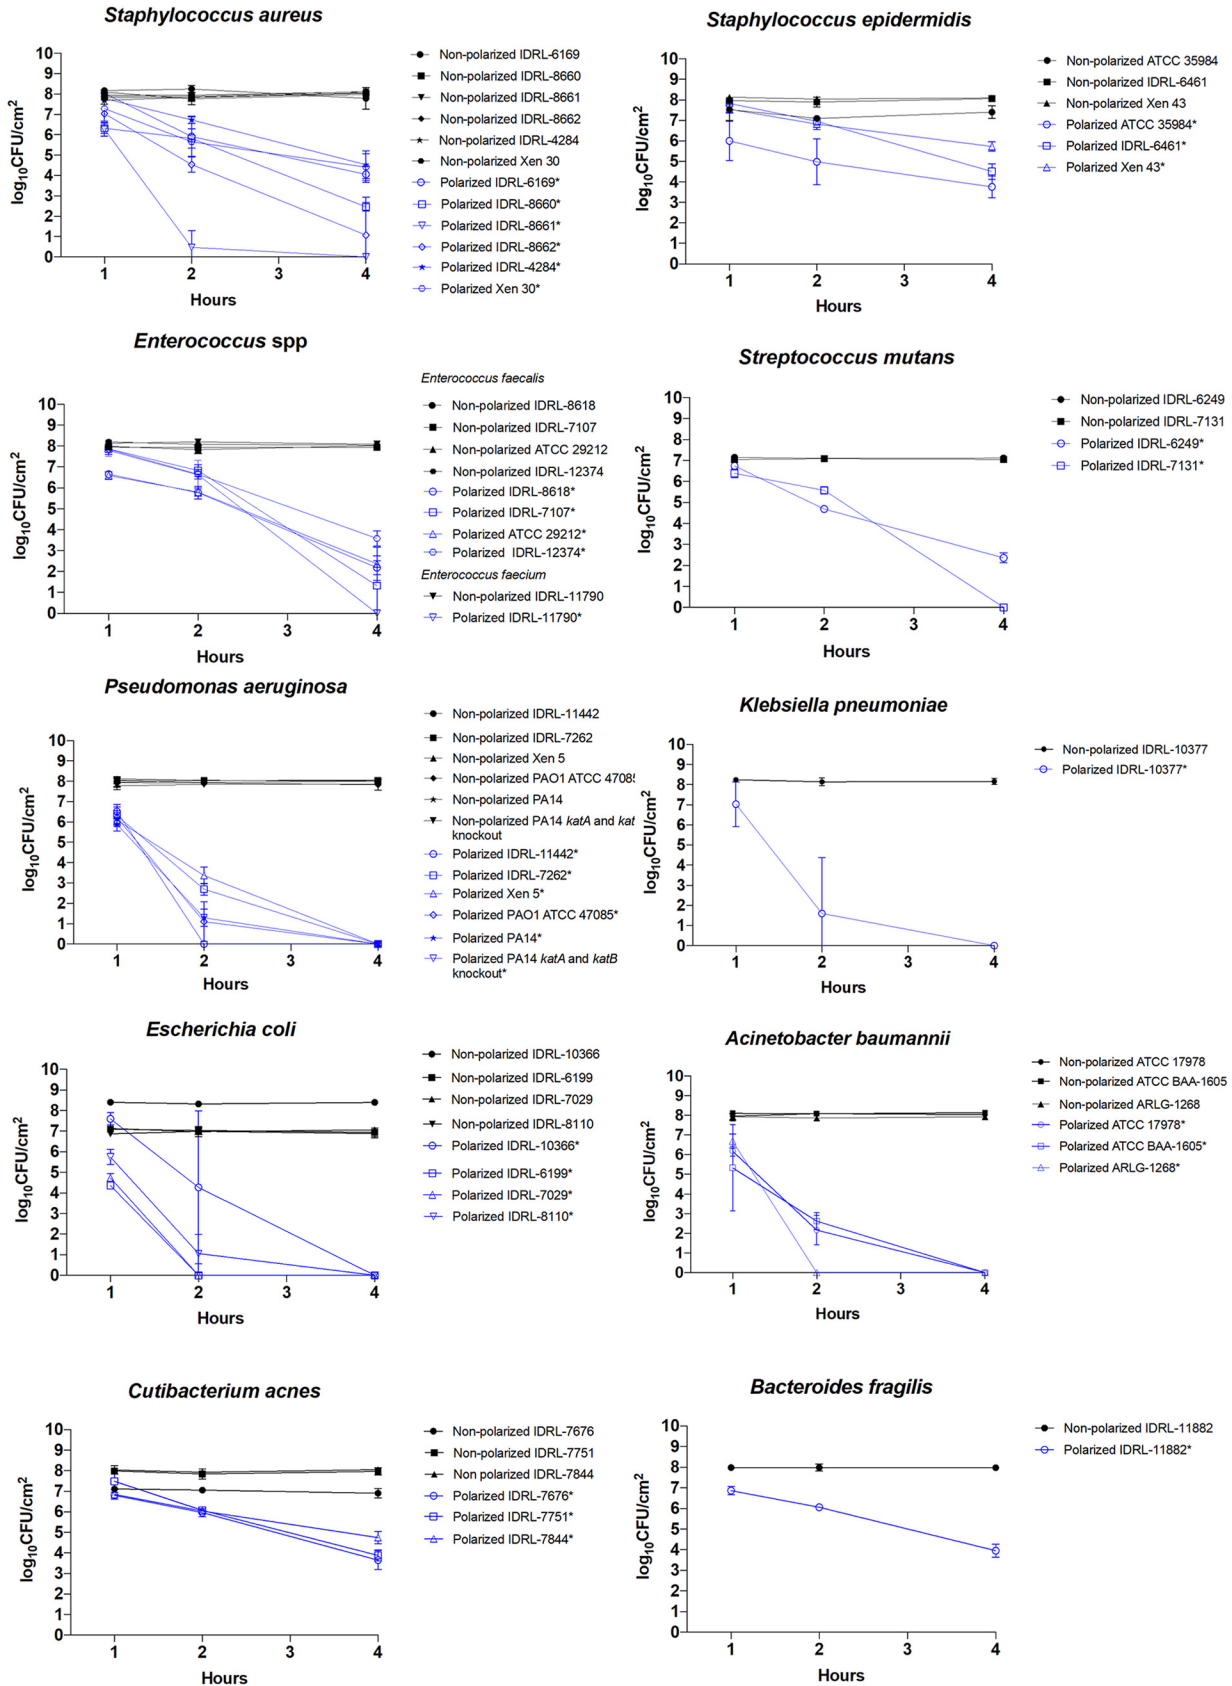 Staphylococcus aureus
log10CFU/cm2
10
9
8
7
6
5
4
3
2
1
0
1
2
3
4
Hours
Non-polarized IDRL-6169
Non-polarized IDRL-8660
Non-polarized IDRL-8661
Non-polarized IDRL-8662
Non-polarized IDRL-4284
Non-polarized Xen 30
Polarized IDRL-6169*
Polarized IDRL-8660*
Polarized IDRL-8661*
Polarized IDRL-8662*
Polarized IDRL-4284*
Polarized Xen 30*
Staphylococcus epidermidis
log10CFU/cm2
10
9
8
7
6
5
4
3
2
1
0
1
2
3
4
Hours
Non-polarized ATCC 35984
Non-polarized IDRL-6461
Non-polarized Xen 43
Polarized ATCC 35984*
Polarized IDRL-6461*
Polarized Xen 43*
Enterococcus spp
log10CFU/cm2
10
9
8
7
6
5
4
3
2
1
0
1
2
3
4
Hours
Enterococcus faecalis
Non-polarized IDRL-8618
Non-polarized IDRL-7107
Non-polarized ATCC 29212
Non-polarized IDRL-12374
Polarized IDRL-8618*
Polarized IDRL-7107*
Polarized ATCC 29212*
Polarized IDRL-12374*
Enterococcus faecium
Non-polarized IDRL-11790
Polarized IDRL-11790*
Streptococcus mutans
log10CFU/cm2
10
9
8
7
6
5
4
3
2
1
0
1
2
3
4
Hours
Non-polarized IDRL-6249
Non-polarized IDRL-7131
Polarized IDRL-6249*
Polarized IDRL-7131*
Pseudomonas aeruginosa
log10CFU/cm2
10
9
8
7
6
5
4
3
2
1
0
1
2
3
4
Hours
Non-polarized IDRL-11442
Non-polarized IDRL-7262
Non-polarized Xen 5
Non-polarized PAO1 ATCC 4708
Non-polarized PA14
Non-polarized PA14 katA and kat
knockout
Polarized IDRL-11442*
Polarized IDRL-7262*
Polarized Xen 5*
Polarized PAO1 ATCC 47085*
Polarized PA14*
Polarized PA14 katA and katB
knockout*
Klebsiella pneumoniae
log10CFU/cm2
10
9
8
7
6
5
4
3
2
1
0
1
2
3
4
Hours
Non-polarized IDRL-10377
Polarized IDRL-10377*
Escherichia coli
log10CFU/cm2
10
9
8
7
6
5
4
3
2
1
0
1
2
3
4
Hours
Non-polarized IDRL-10366
Non-polarized IDRL-6199
Non-polarized IDRL-7029
Non-polarized IDRL-8110
Polarized IDRL-10366*
Polarized IDRL-6199*
Polarized IDRL-7029*
Polarized IDRL-8110*
Acinetobacter baumannii
log10CFU/cm2
10
9
8
7
6
5
4
3
2
1
0
1
2
3
4
Hours
Non-polarized ATCC 17978
Non-polarized ATCC BAA-1605
Non-polarized ARLG-1268
Polarized ATCC 17978*
Polarized ATCC BAA-1605*
Polarized ARLG-1268*
Cutibacterium acnes
log10CFU/cm2
10
9
8
7
6
5
4
3
2
1
0
1
2
3
4
Hours
Non-polarized IDRL-7676
Non-polarized IDRL-7751
Non polarized IDRL-7844
Polarized IDRL-7676*
Polarized IDRL-7751*
Polarized IDRL-7844*
Bacteroides fragilis
log10CFU/cm2
10
9
8
7
6
5
4
3
2
1
0
1
2
3
4
Hours
Non-polarized IDRL-11882
Polarized IDRL-11882*